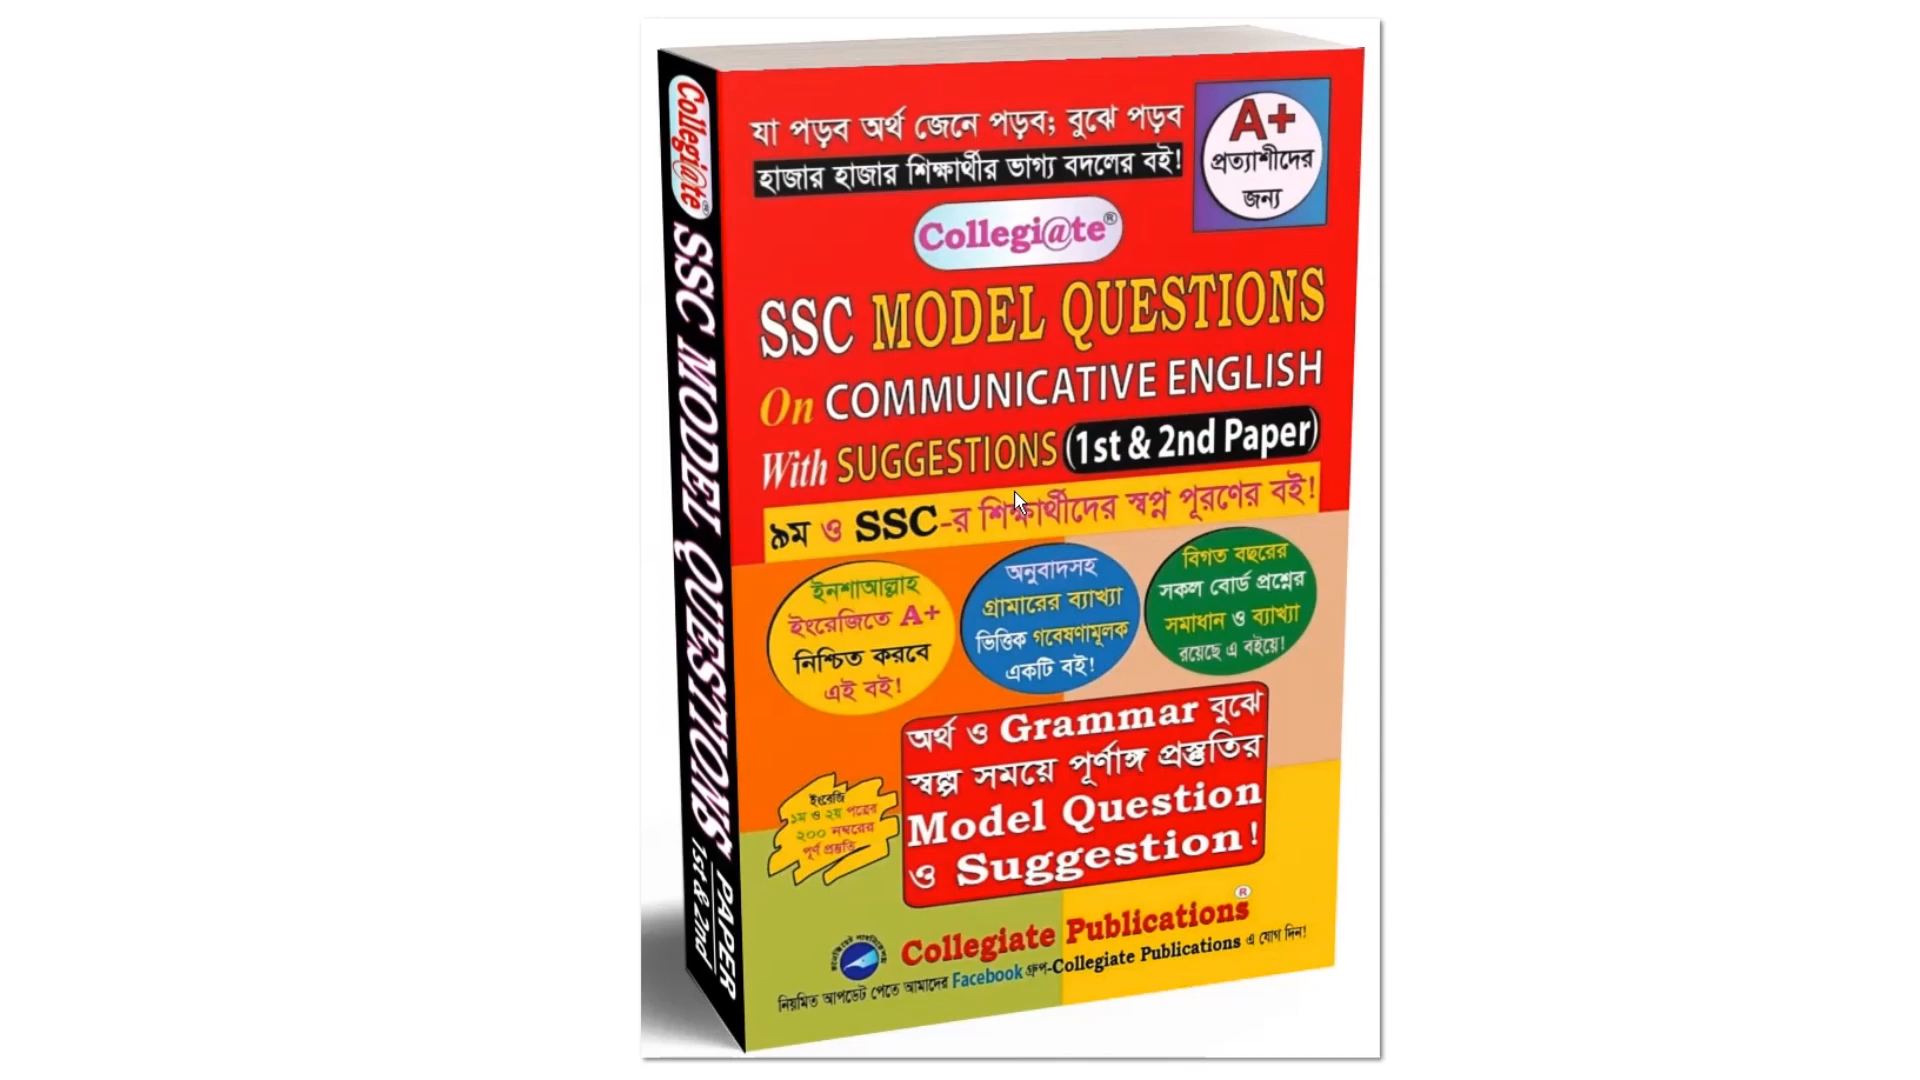 যা পড়ব অর্থ জেনে পড়ব; বুঝে পড়ব
হাজার হাজার শিক্ষার্থীর ভাগ্য বদলের বই!
A+
প্রত্যাশীদের
জন্য
Collegi@te®
SSC MODEL QUESTIONS
On COMMUNICATIVE ENGLISH
With SUGGESTIONS (1st & 2nd Paper)
৯ম ও SSC-র শিক্ষার্থীদের স্বপ্ন পূরণের বই!
ইনশাআল্লাহ
ইংরেজিতে A+
নিশ্চিত করবে
এই বই!
অনুবাদসহ
গ্রামারের ব্যাখ্যা
ভিত্তিক গবেষণামূলক
একটি বই!
বিগত বছরের
সকল বোর্ড প্রশ্নের
সমাধান ও ব্যাখ্যা
রয়েছে এ বইয়ে!
অর্থ ও Grammar বুঝে
স্বল্প সময়ে পূর্ণাঙ্গ প্রস্তুতির
Model Question
ও Suggestion!
ইংরেজি
১ম ও ২য় পত্রের
২০০ নম্বরের
পূর্ণ প্রস্তুতি
Collegiate Publications®
নিয়মিত আপডেট পেতে আমাদের Facebook গ্রুপ-Collegiate Publications এ যোগ দিন!
Collegi@te® SSC MODEL QUESTIONS 1st & 2nd PAPER